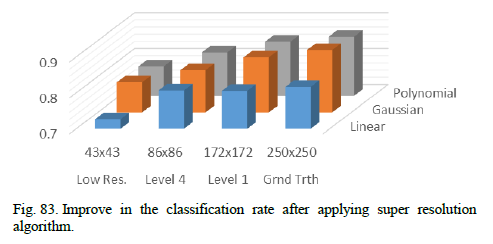 0.9
0.8
0.7
Polynomial
Gaussian
Linear
43x43 86x86 172x172 250x250
Low Res. Level 4 Level 1 Grnd Trth
Fig. 83. Improve in the classification rate after applying super resolution
algorithm.